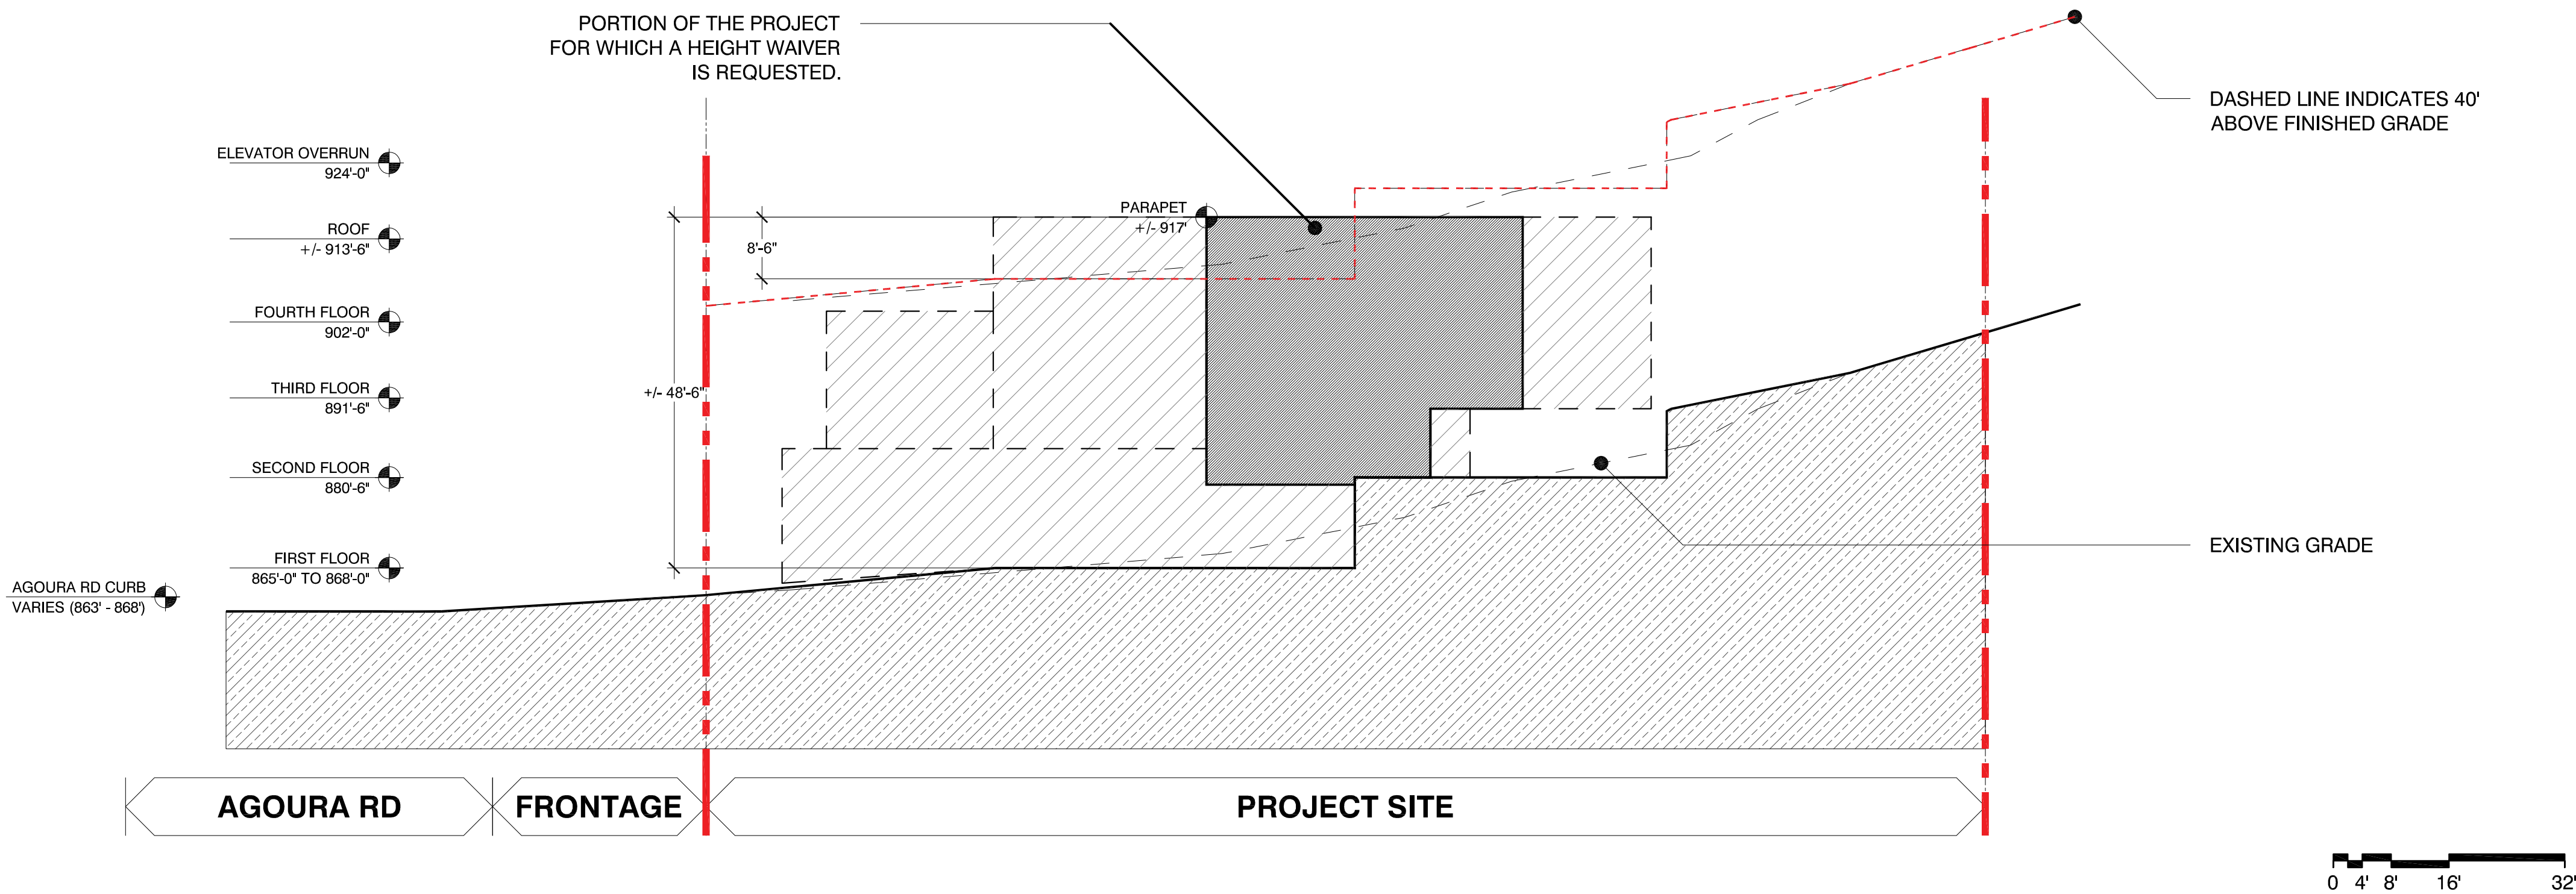 PORTION OF THE PROJECT
FOR WHICH A HEIGHT WAIVER
IS REQUESTED.
DASHED LINE INDICATES 40'
ABOVE FINISHED GRADE
ELEVATOR OVERRUN
924'-0"
ROOF
+/- 913'-6"
FOURTH FLOOR
902'-0"
THIRD FLOOR
891'-6"
SECOND FLOOR
880'-6"
FIRST FLOOR
865'-0" TO 868'-0"
AGOURA RD CURB
VARIES (863' - 868')
PARAPET
+/- 917'
8'-6"
+/- 48'-6"
EXISTING GRADE
AGOURA RD
FRONTAGE
PROJECT SITE
0 4' 8' 16' 32'